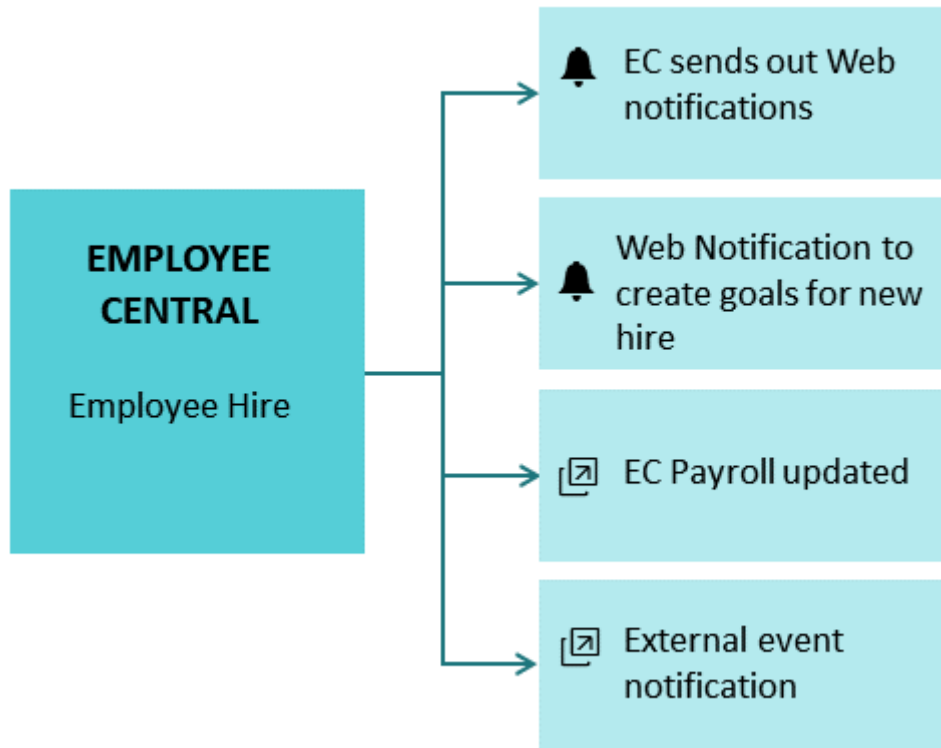 EMPLOYEE
CENTRAL
Employee Hire
EC sends out Web
notifications
Web Notification to
create goals for new
hire
EC Payroll updated
External event
notification